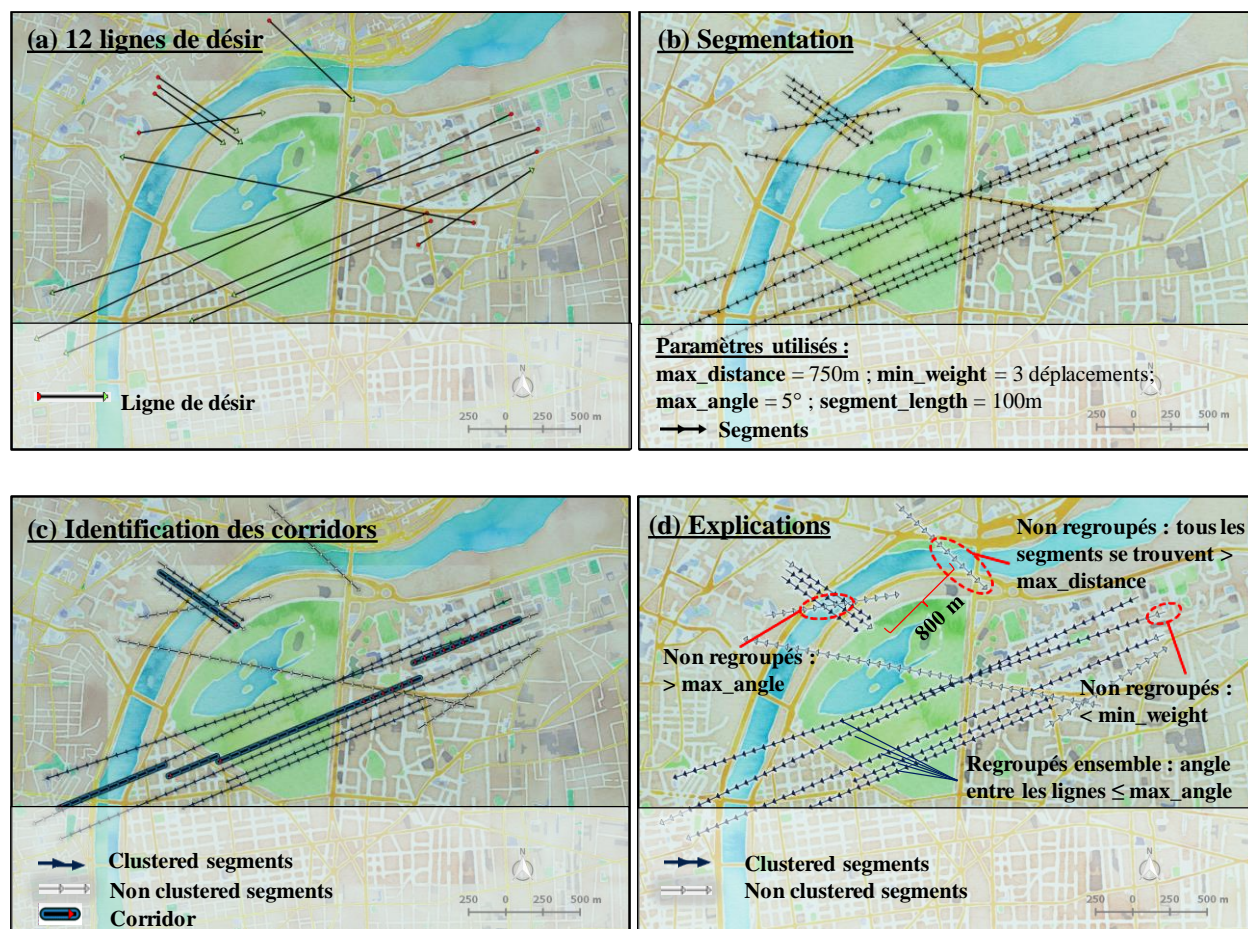 (a) 12 lignes de désir
Ligne de désir
N
250 0 250 500 m
(b) Segmentation
Paramètres utilisés :
max_distance = 750m ; min_weight = 3 déplacements;
max_angle = 5° ; segment_length = 100m
Segments
N
250 0 250 500 m
(c) Identification des corridors
Clustered segments
Non clustered segments
Corridor
N
250 0 250 500 m
(d) Explications
Non regroupés : tous les
segments se trouvent >
max_distance
800 m
Non regroupés :
> max_angle
Non regroupés :
< min_weight
Regroupés ensemble : angle
entre les lignes ≤ max_angle
Clustered segments
Non clustered segments
N
250 0 250 500 m